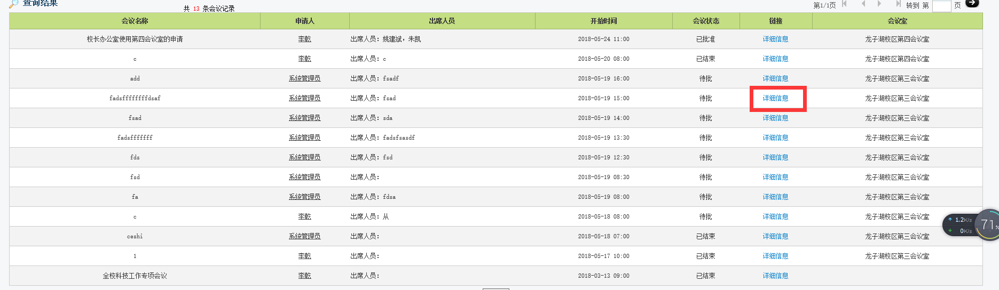 查询结果
共 13 条会议记录
第1/1页 转到 第 页
会议名称 申请人 出席人员 开始时间 会议状态 链接 会议室
校长办公室使用第四会议室的申请 李乾 出席人员：姚建斌，朱凯 2018-05-24 11:00 已批准 详细信息 龙子湖校区第四会议室
c 李乾 出席人员：c 2018-05-20 08:00 已结束 详细信息 龙子湖校区第四会议室
add 系统管理员 出席人员：fsadf 2018-05-19 16:00 待批 详细信息 龙子湖校区第三会议室
fadsffffffffdsaf 系统管理员 出席人员：fsad 2018-05-19 15:00 待批 详细信息 龙子湖校区第三会议室
fsad 系统管理员 出席人员：sda 2018-05-19 14:00 待批 详细信息 龙子湖校区第三会议室
fadsfffffff 系统管理员 出席人员：fadsfsasdf 2018-05-19 13:30 待批 详细信息 龙子湖校区第三会议室
fds 系统管理员 出席人员：fsd 2018-05-19 12:30 待批 详细信息 龙子湖校区第三会议室
fsd 系统管理员 出席人员： 2018-05-19 08:30 待批 详细信息 龙子湖校区第三会议室
fa 系统管理员 出席人员：fdsa 2018-05-19 08:00 待批 详细信息 龙子湖校区第三会议室
c 李乾 出席人员：从 2018-05-18 08:00 待批 详细信息 龙子湖校区第三会议室
ceshi 系统管理员 出席人员： 2018-05-18 07:00 已结束 详细信息 龙子湖校区第三会议室
1 李乾 出席人员： 2018-05-17 10:00 已结束 详细信息 龙子湖校区第三会议室
全校科技工作专项会议 李乾 出席人员： 2018-03-13 09:00 已结束 详细信息
1.2K/s
0K/s
71%